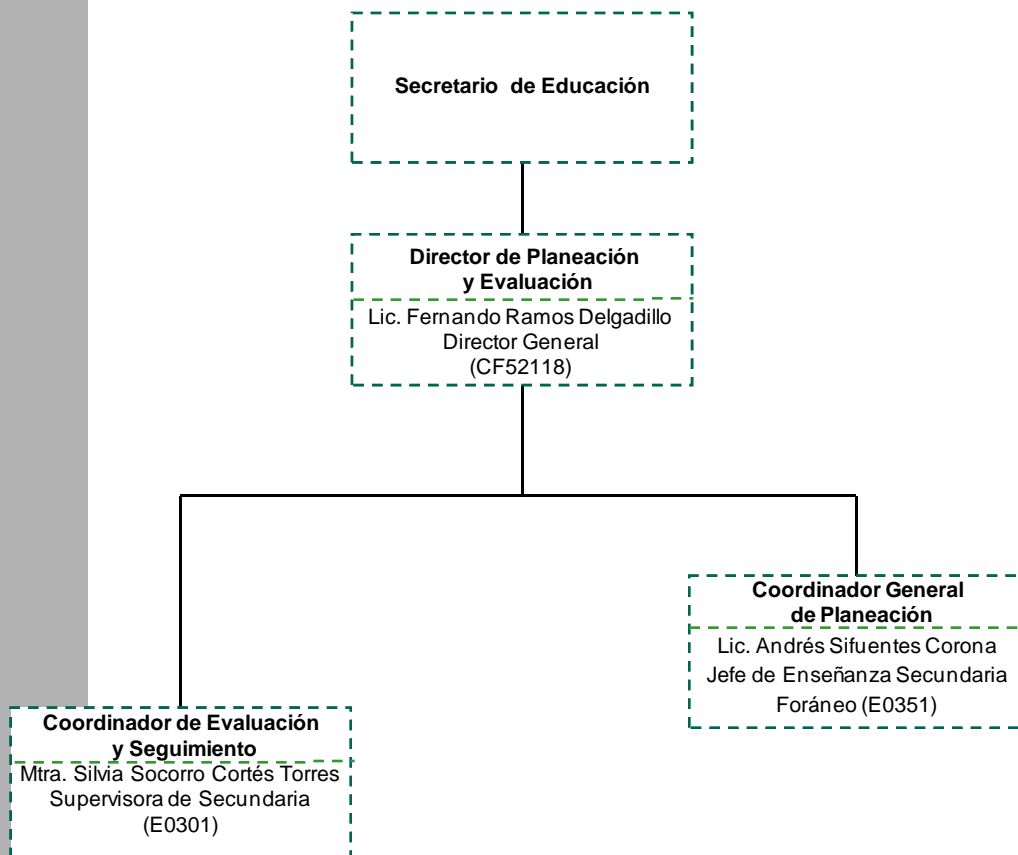 Secretario de Educación
Director de Planeación
y Evaluación
Lic. Fernando Ramos Delgadillo
Director General
(CF52118)
Coordinador General
de Planeación
Lic. Andrés Sifuentes Corona
Jefe de Enseñanza Secundaria
Foráneo (E0351)
Coordinador de Evaluación
y Seguimiento
Mtra. Silvia Socorro Cortés Torres
Supervisora de Secundaria
(E0301)